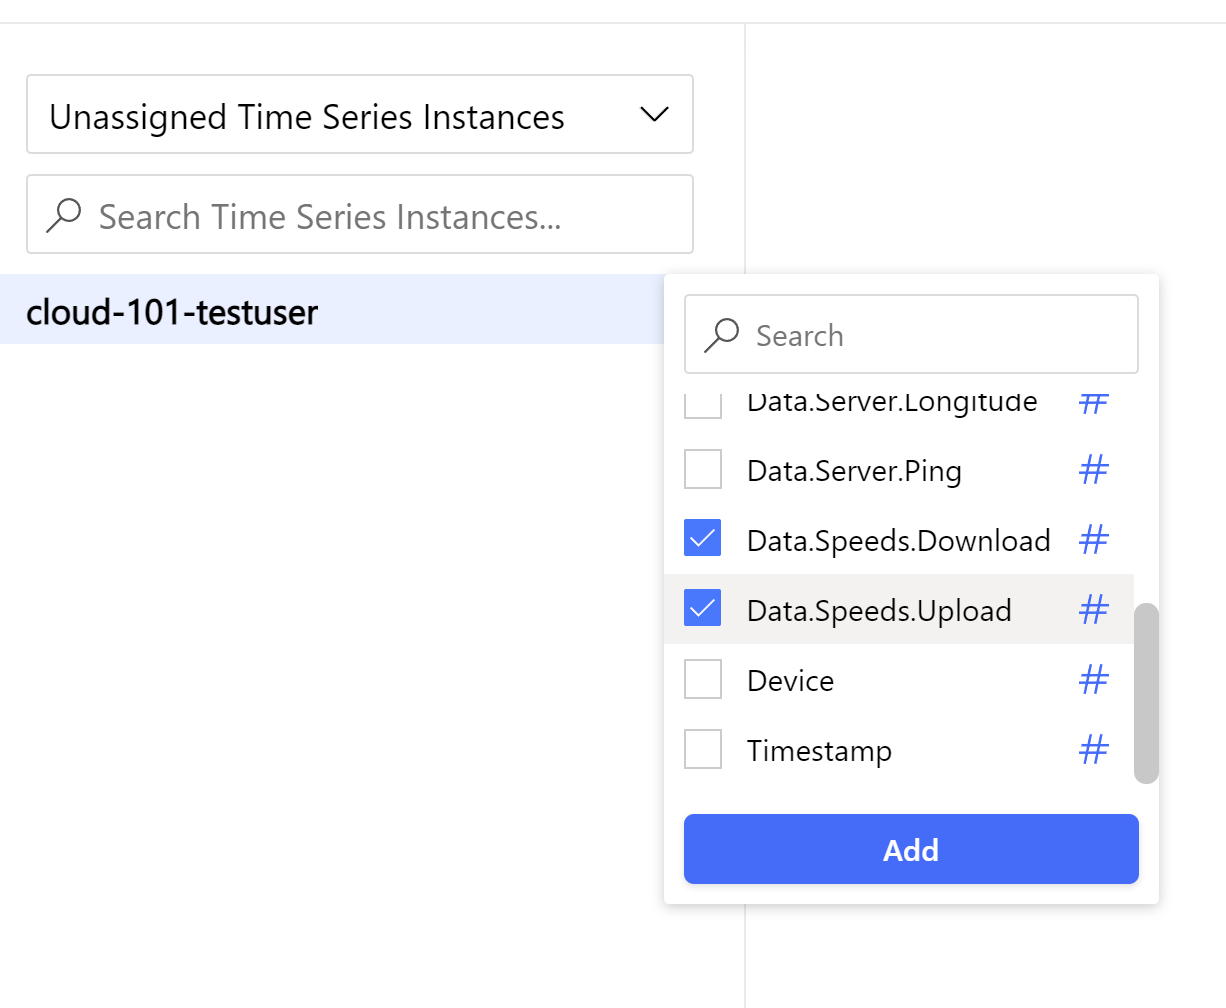 Unassigned Time Series Instances
Search Time Series Instances...
cloud-101-testuser
Search
Data.Server.Longitude #
Data.Server.Ping #
Data.Speeds.Download #
Data.Speeds.Upload #
Device #
Timestamp #
Add